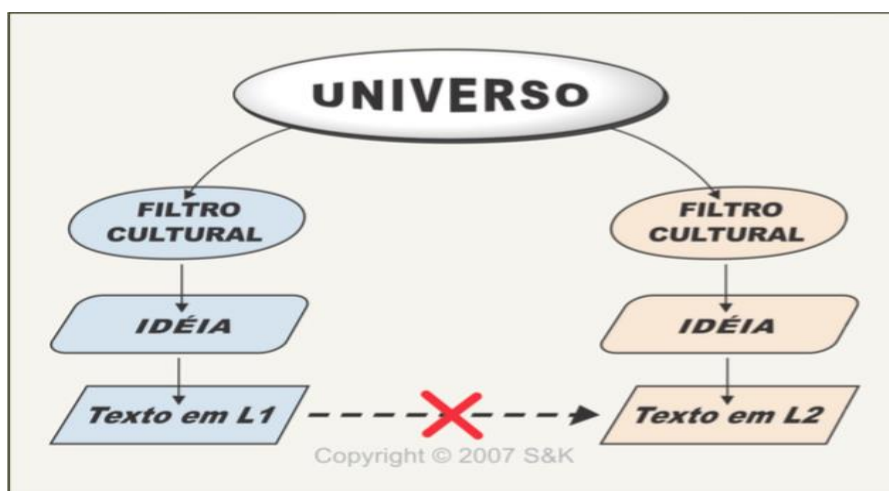 UNIVERSO
FILTRO
CULTURAL
FILTRO
CULTURAL
IDÉIA
IDÉIA
Texto em L1
Texto em L2
Copyright © 2007 S&K